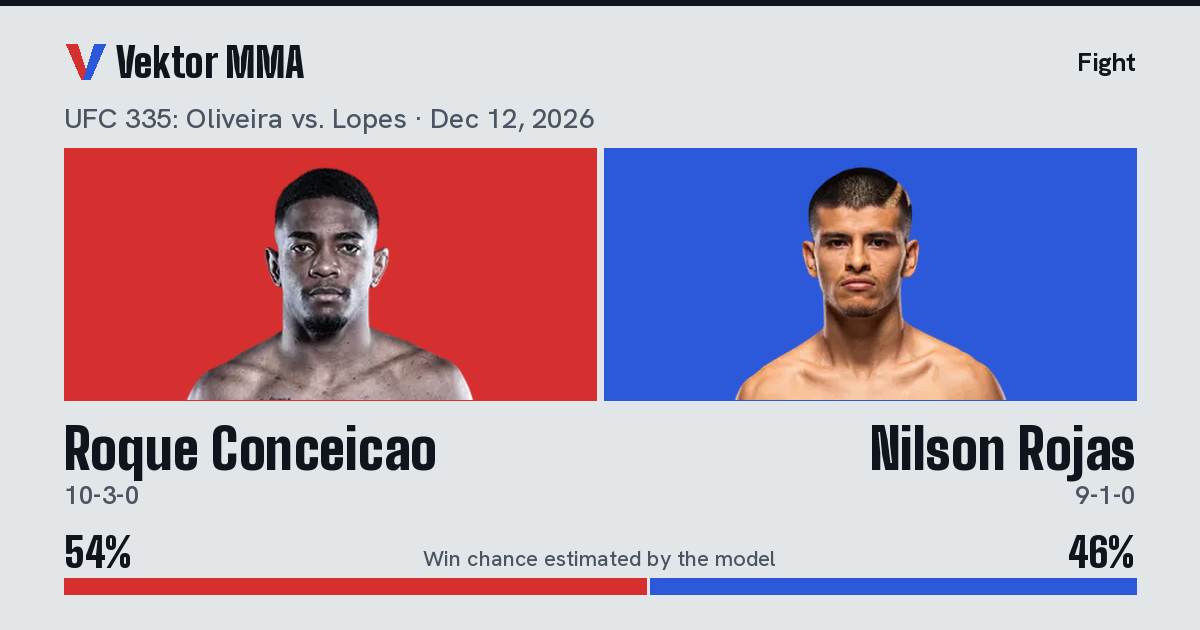 Vektor MMA
Fight
UFC 335: Oliveira vs. Lopes · Dec 12, 2026
Roque Conceicao
Nilson Rojas
10-3-0
9-1-0
54%
Win chance estimated by the model
46%